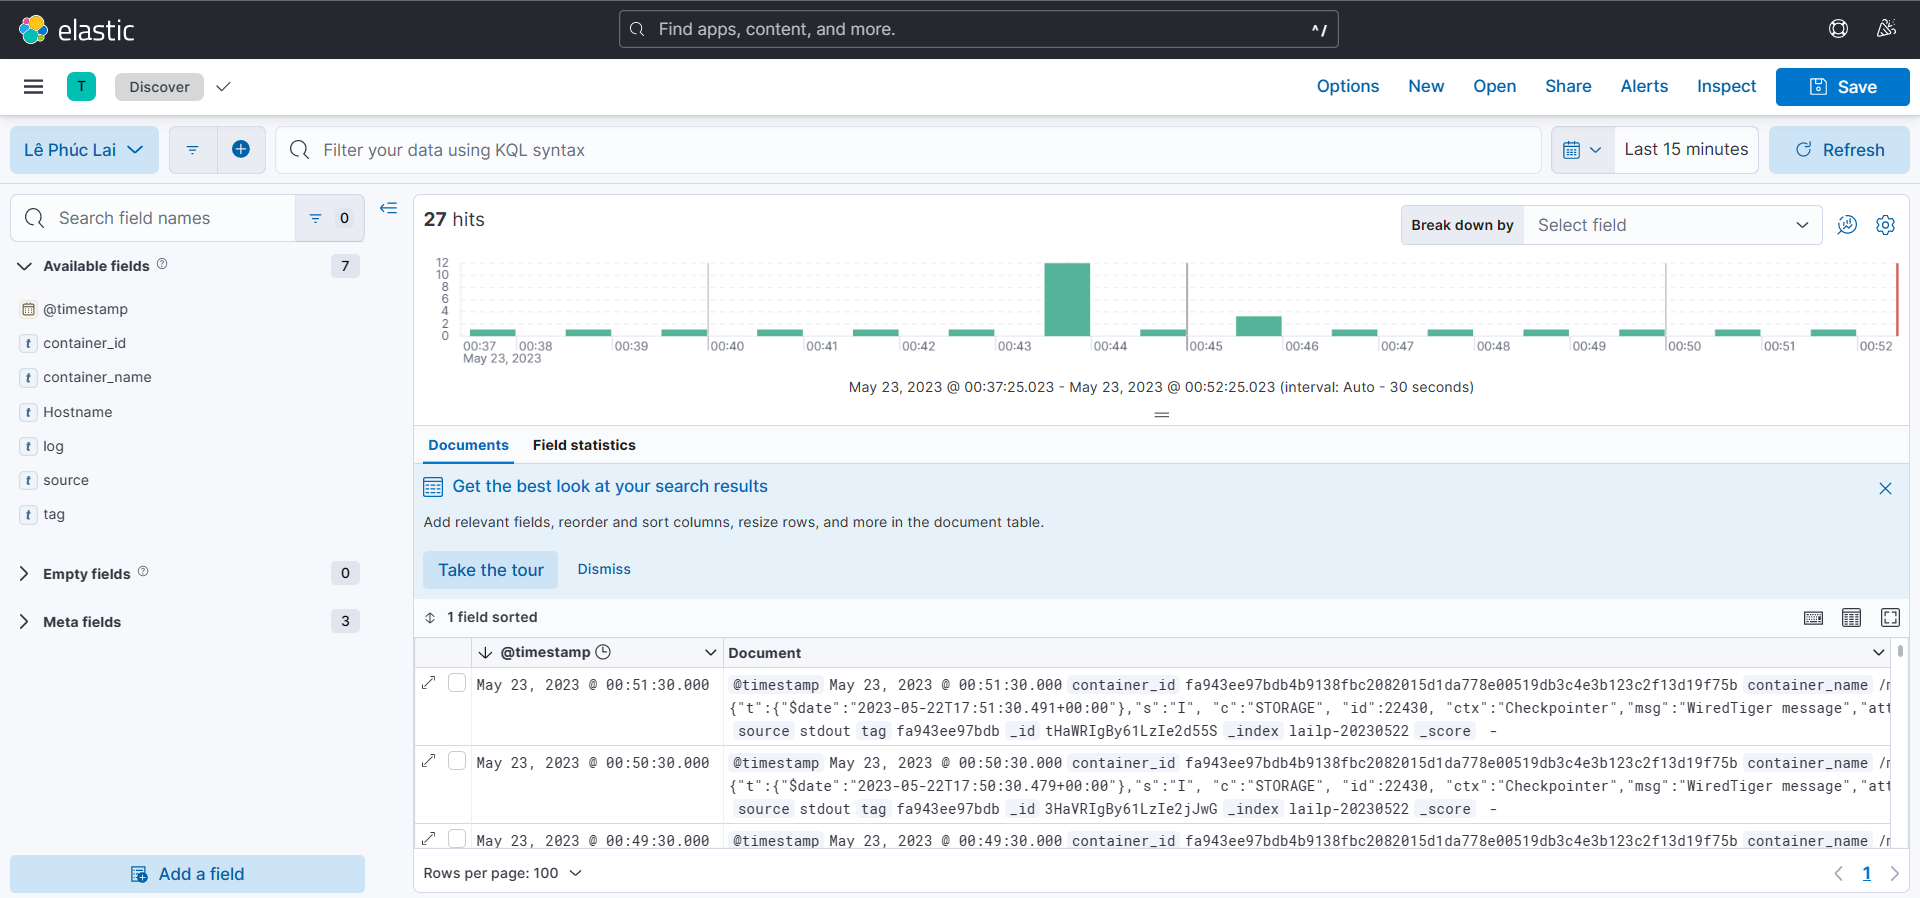 elastic
Find apps, content, and more.
^/
T
Discover
Options New Open Share Alerts Inspect Save
Lê Phúc Lai
Filter your data using KQL syntax
Last 15 minutes
Refresh
Search field names
0
Available fields
7
@timestamp
t container_id
t container_name
t Hostname
t log
t source
t tag
Empty fields
0
Meta fields
3
Add a field
27 hits
Break down by
Select field
12
10
8
6
4
2
0
00:37 00:38 00:39 00:40 00:41 00:42 00:43 00:44 00:45 00:46 00:47 00:48 00:49 00:50 00:51 00:52
May 23, 2023
May 23, 2023 @ 00:37:25.023 - May 23, 2023 @ 00:52:25.023 (interval: Auto - 30 seconds)
Documents Field statistics
Get the best look at your search results
Add relevant fields, reorder and sort columns, resize rows, and more in the document table.
Take the tour Dismiss
1 field sorted
@timestamp Document
May 23, 2023 @ 00:51:30.000 @timestamp May 23, 2023 @ 00:51:30.000 container_id fa943ee97bdb4b9138fbc2082015d1da778e00519db3c4e3b123c2f13d19f75b container_name /m
{"t":{"$date":"2023-05-22T17:51:30.491+00:00"},"s":"I", "c":"STORAGE", "id":22430, "ctx":"Checkpointer","msg":"WiredTiger message","att
source stdout tag fa943ee97bdb _id tHaWRIgBy61LzIe2d55S _index lailp-20230522 _score -
May 23, 2023 @ 00:50:30.000 @timestamp May 23, 2023 @ 00:50:30.000 container_id fa943ee97bdb4b9138fbc2082015d1da778e00519db3c4e3b123c2f13d19f75b container_name /m
{"t":{"$date":"2023-05-22T17:50:30.479+00:00"},"s":"I", "c":"STORAGE", "id":22430, "ctx":"Checkpointer","msg":"WiredTiger message","att
source stdout tag fa943ee97bdb _id 3HaVRIgBy61LzIe2jJwG _index lailp-20230522 _score -
May 23, 2023 @ 00:49:30.000 @timestamp May 23, 2023 @ 00:49:30.000 container_id fa943ee97bdb4b9138fbc2082015d1da778e00519db3c4e3b123c2f13d19f75b container_name /m
Rows per page: 100
1